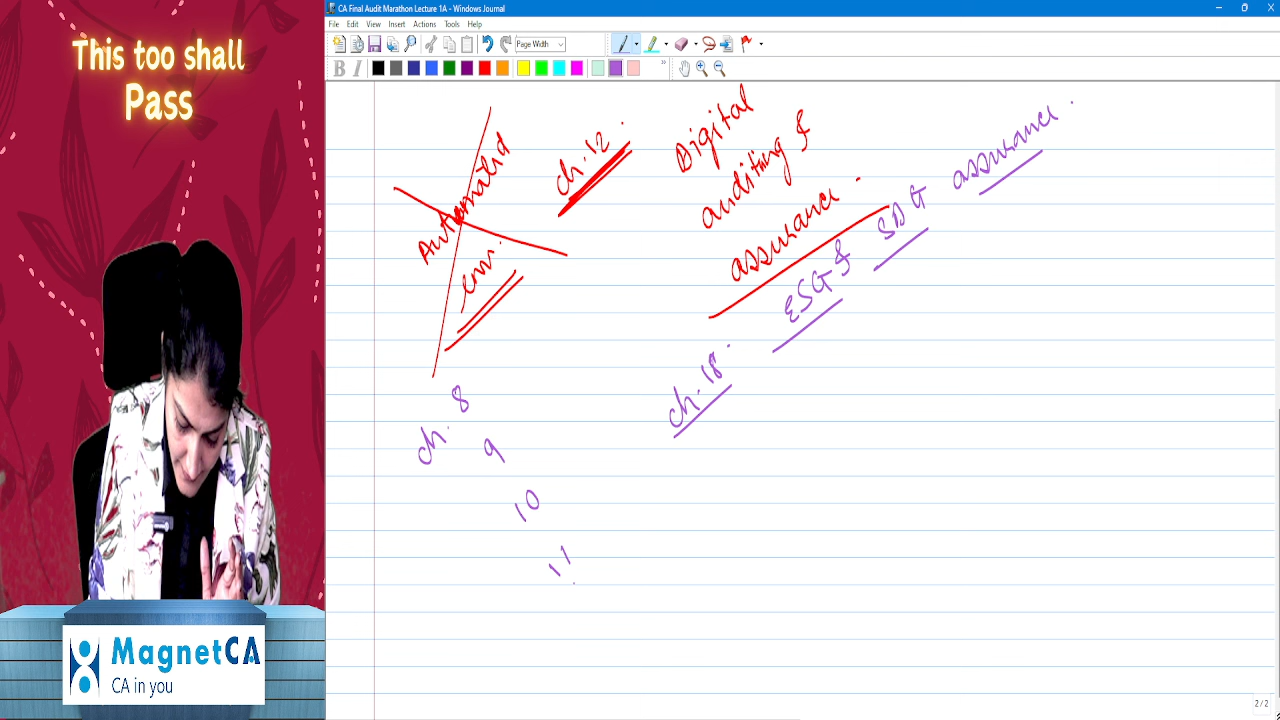 This too shall
Pass
CA Final Audit Marathon Lecture 1A - Windows Journal
File Edit View Insert Actions Tools Help
Page Width
B I
Automated
env.
ch. 12.
Digital
auditing &
assurance.
ch. 18.
ESG &
SDG
assurance.
ch. 8
9
10
11
MagnetCA
CA in you
2 / 2